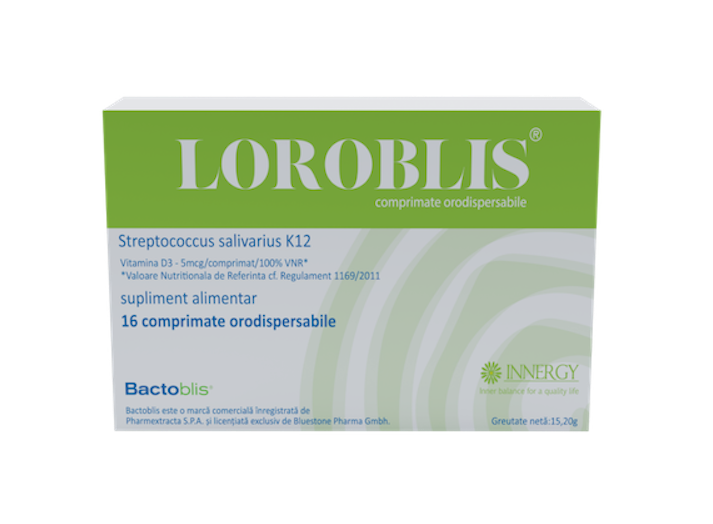 LOROBLIS®
comprimate orodispersabile
Streptococcus salivarius K12
Vitamina D3 - 5mcg/comprimat/100% VNR*
*Valoare Nutritionala de Referinta cf. Regulament 1169/2011
supliment alimentar
16 comprimate orodispersabile
INNERGY
Inner balance for a quality life
Bactoblis®
Bactoblis este o marcă comercială înregistrată de
Pharmextracta S.P.A. și licențiată exclusiv de Bluestone Pharma Gmbh.
Greutate netă:15,20g